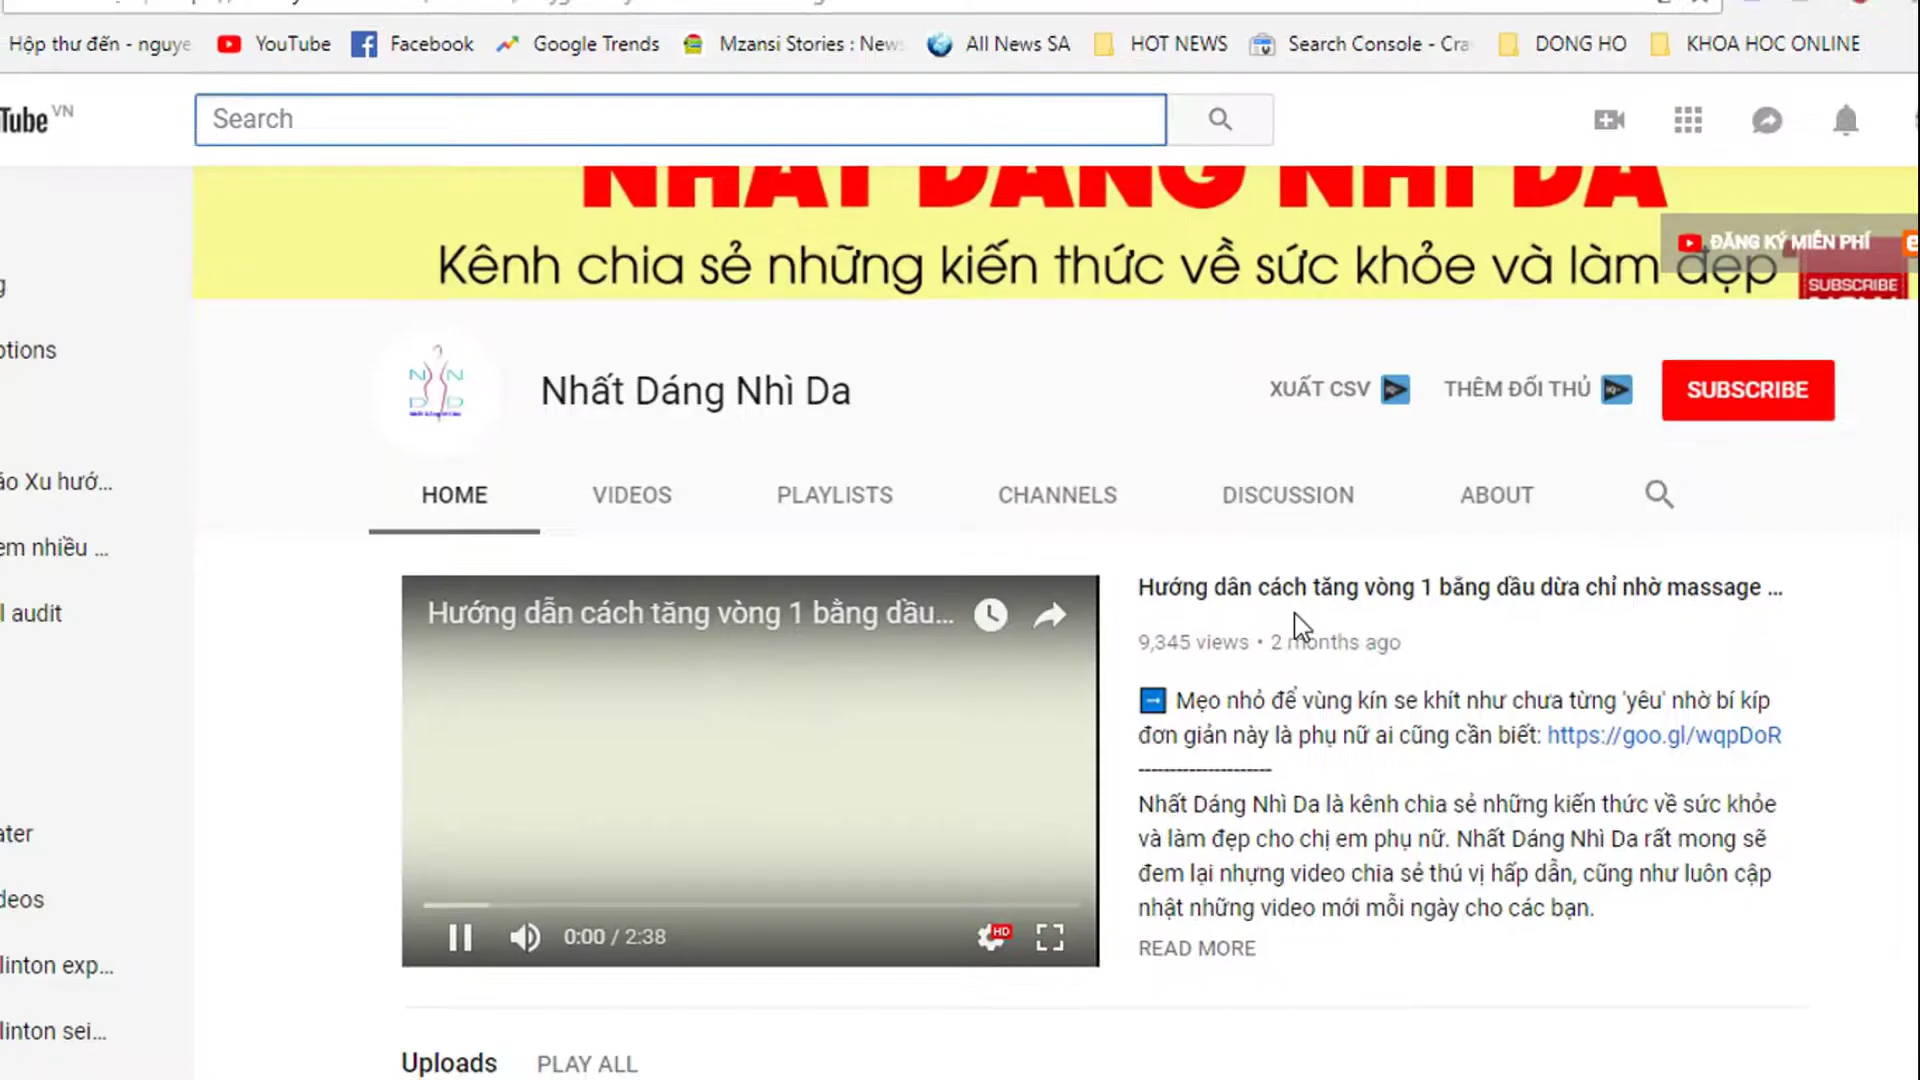 Hộp thư đến - nguye
YouTube
Facebook
Google Trends
Mzansi Stories : New
All News SA
HOT NEWS
Search Console - Cra
DONG HO
KHOA HOC ONLINE
Tube VN
Search
NHẤT DÁNG NHÌ DA
Kênh chia sẻ những kiến thức về sức khỏe và làm đẹp
ĐĂNG KÝ MIỄN PHÍ
SUBSCRIBE
Nhất Dáng Nhì Da
XUẤT CSV
THÊM ĐỐI THỦ
SUBSCRIBE
HOME
VIDEOS
PLAYLISTS
CHANNELS
DISCUSSION
ABOUT
g
otions
áo Xu hướ...
em nhiều ...
l audit
ater
deos
linton exp...
linton sei...
Hướng dẫn cách tăng vòng 1 bằng dầu...
0:00 / 2:38
HD
Hướng dẫn cách tăng vòng 1 bằng dầu dừa chỉ nhờ massage ...
9,345 views • 2 months ago
Mẹo nhỏ để vùng kín se khít như chưa từng 'yêu' nhờ bí kíp
đơn giản này là phụ nữ ai cũng cần biết: https://goo.gl/wqpDoR
---------------------
Nhất Dáng Nhì Da là kênh chia sẻ những kiến thức về sức khỏe
và làm đẹp cho chị em phụ nữ. Nhất Dáng Nhì Da rất mong sẽ
đem lại nhựng video chia sẻ thú vị hấp dẫn, cũng như luôn cập
nhật những video mới mỗi ngày cho các bạn.
READ MORE
Uploads
PLAY ALL